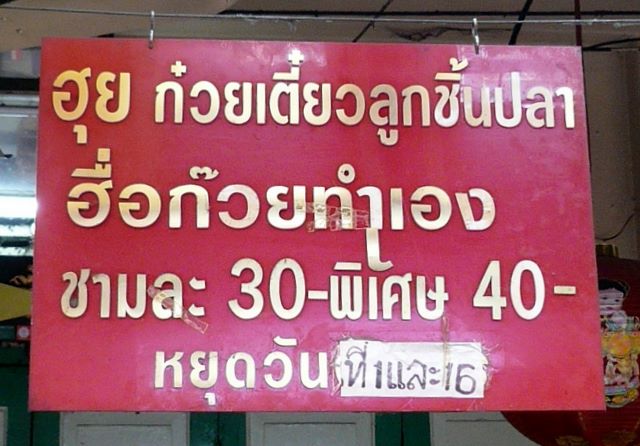 ฮุย ก๋วยเตี๋ยวลูกชิ้นปลา
ฮื่อก๊วยทำเอง
ชามละ 30-พิเศษ 40-
หยุดวันที่1และ16